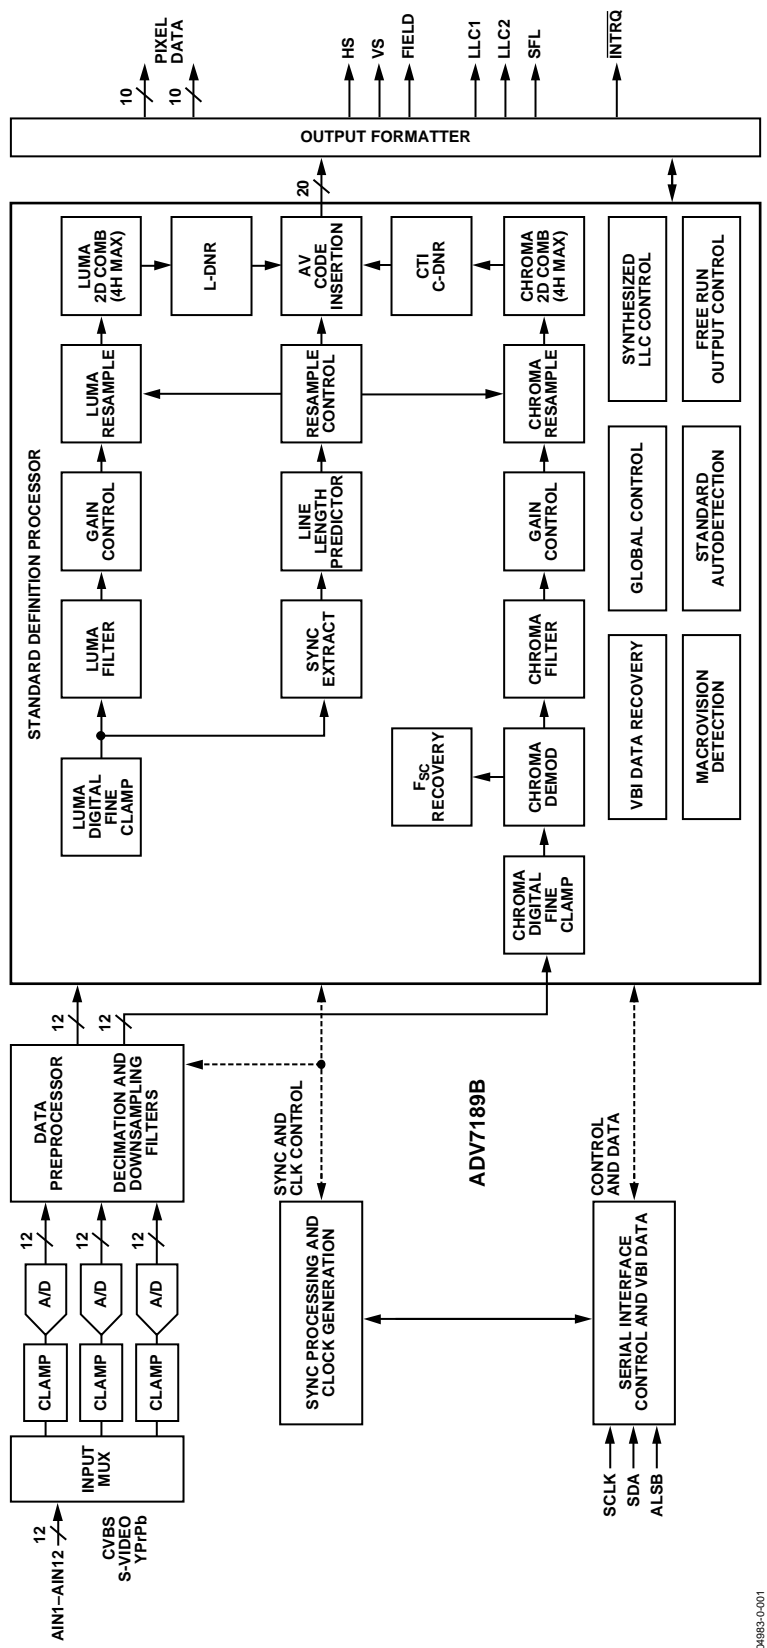 AIN1–AIN12
12
CVBS
S-VIDEO
YPrPb
INPUT
MUX
CLAMP
A/D
12
CLAMP
A/D
12
CLAMP
A/D
12
DATA
PREPROCESSOR
DECIMATION AND
DOWNSAMPLING
FILTERS
12
12
SYNC PROCESSING AND
CLOCK GENERATION
SYNC AND
CLK CONTROL
SCLK
SDA
ALSB
SERIAL INTERFACE
CONTROL AND VBI DATA
CONTROL
AND DATA
ADV7189B
STANDARD DEFINITION PROCESSOR
LUMA
DIGITAL
FINE
CLAMP
LUMA
FILTER
GAIN
CONTROL
LUMA
RESAMPLE
LUMA
2D COMB
(4H MAX)
L-DNR
SYNC
EXTRACT
LINE
LENGTH
PREDICTOR
RESAMPLE
CONTROL
AV
CODE
INSERTION
20
FSC
RECOVERY
CTI
C-DNR
CHROMA
DIGITAL
FINE
CLAMP
CHROMA
DEMOD
CHROMA
FILTER
GAIN
CONTROL
CHROMA
RESAMPLE
CHROMA
2D COMB
(4H MAX)
VBI DATA RECOVERY
GLOBAL CONTROL
SYNTHESIZED
LLC CONTROL
MACROVISION
DETECTION
STANDARD
AUTODETECTION
FREE RUN
OUTPUT CONTROL
OUTPUT FORMATTER
10
10
PIXEL
DATA
HS
VS
FIELD
LLC1
LLC2
SFL
INTRQ
04983-0-001